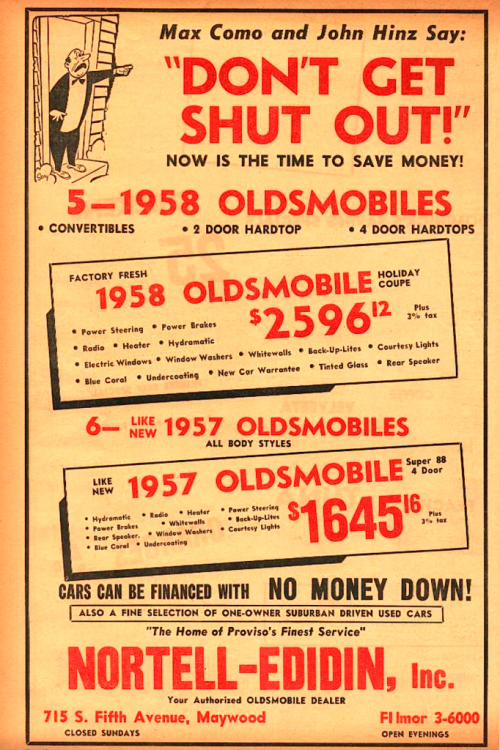 Max Como and John Hinz Say:
"DON'T GET
SHUT OUT!"
NOW IS THE TIME TO SAVE MONEY!
5—1958 OLDSMOBILES
• CONVERTIBLES • 2 DOOR HARDTOP • 4 DOOR HARDTOPS
FACTORY FRESH
1958 OLDSMOBILE HOLIDAY COUPE
$2596¹² Plus 3% tax
• Power Steering • Power Brakes
• Radio • Heater • Hydramatic
• Electric Windows • Window Washers • Whitewalls • Back-Up-Lites • Courtesy Lights
• Blue Coral • Undercoating • New Car Warrantee • Tinted Glass • Rear Speaker
6— LIKE NEW 1957 OLDSMOBILES
ALL BODY STYLES
LIKE NEW 1957 OLDSMOBILE Super 88 4 Door
$1645¹⁶ Plus 3% tax
• Hydramatic • Radio • Heater • Power Steering
• Power Brakes • Whitewalls • Back-Up-Lites
• Rear Speaker. • Window Washers • Courtesy Lights
• Blue Coral • Undercoating
CARS CAN BE FINANCED WITH NO MONEY DOWN!
ALSO A FINE SELECTION OF ONE-OWNER SUBURBAN DRIVEN USED CARS
"The Home of Proviso's Finest Service"
NORTELL-EDIDIN, Inc.
Your Authorized OLDSMOBILE DEALER
715 S. Fifth Avenue, Maywood FIlmor 3-6000
CLOSED SUNDAYS OPEN EVENINGS